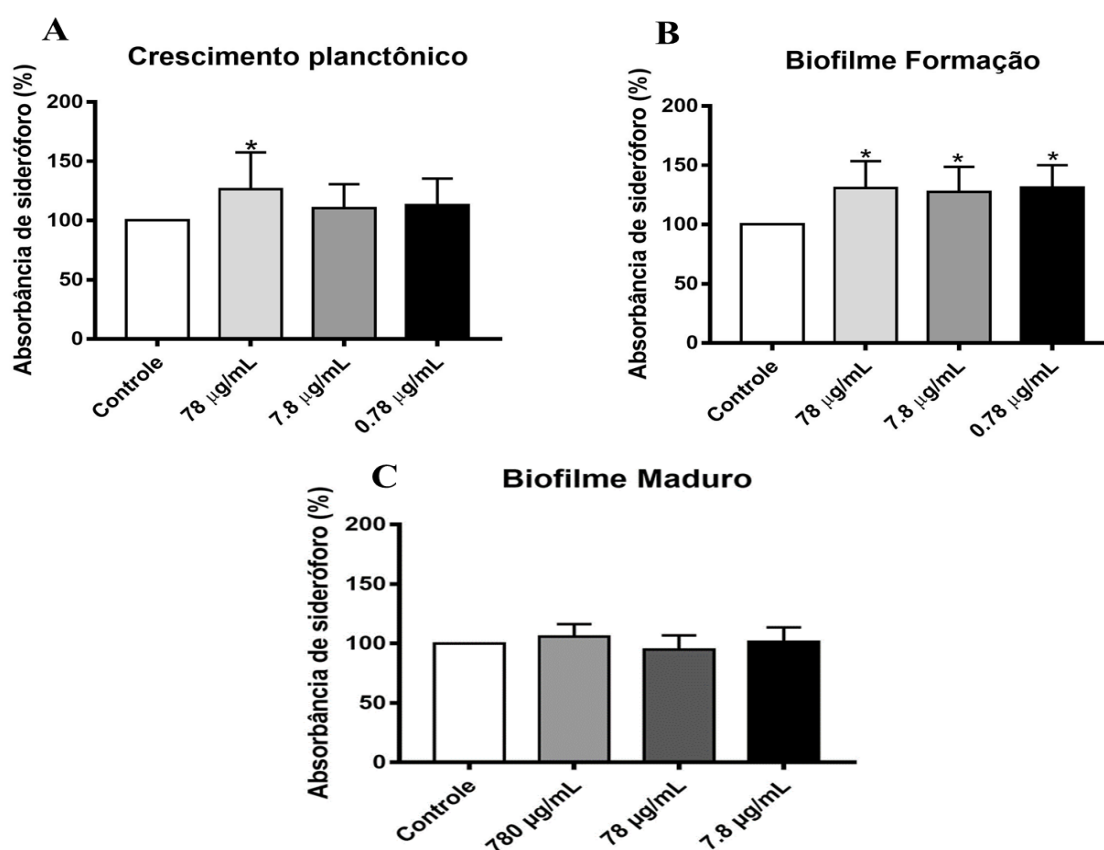 A
Crescimento planctônico
Absorbância de sideróforo (%)
200
150
100
50
0
*
Controle
78 μg/mL
7.8 μg/mL
0.78 μg/mL
B
Biofilme Formação
Absorbância de sideróforo (%)
200
150
100
50
0
*
*
*
Controle
78 μg/mL
7.8 μg/mL
0.78 μg/mL
C
Biofilme Maduro
Absorbância de sideróforo (%)
200
150
100
50
0
Controle
780 µg/mL
78 µg/mL
7.8 µg/mL